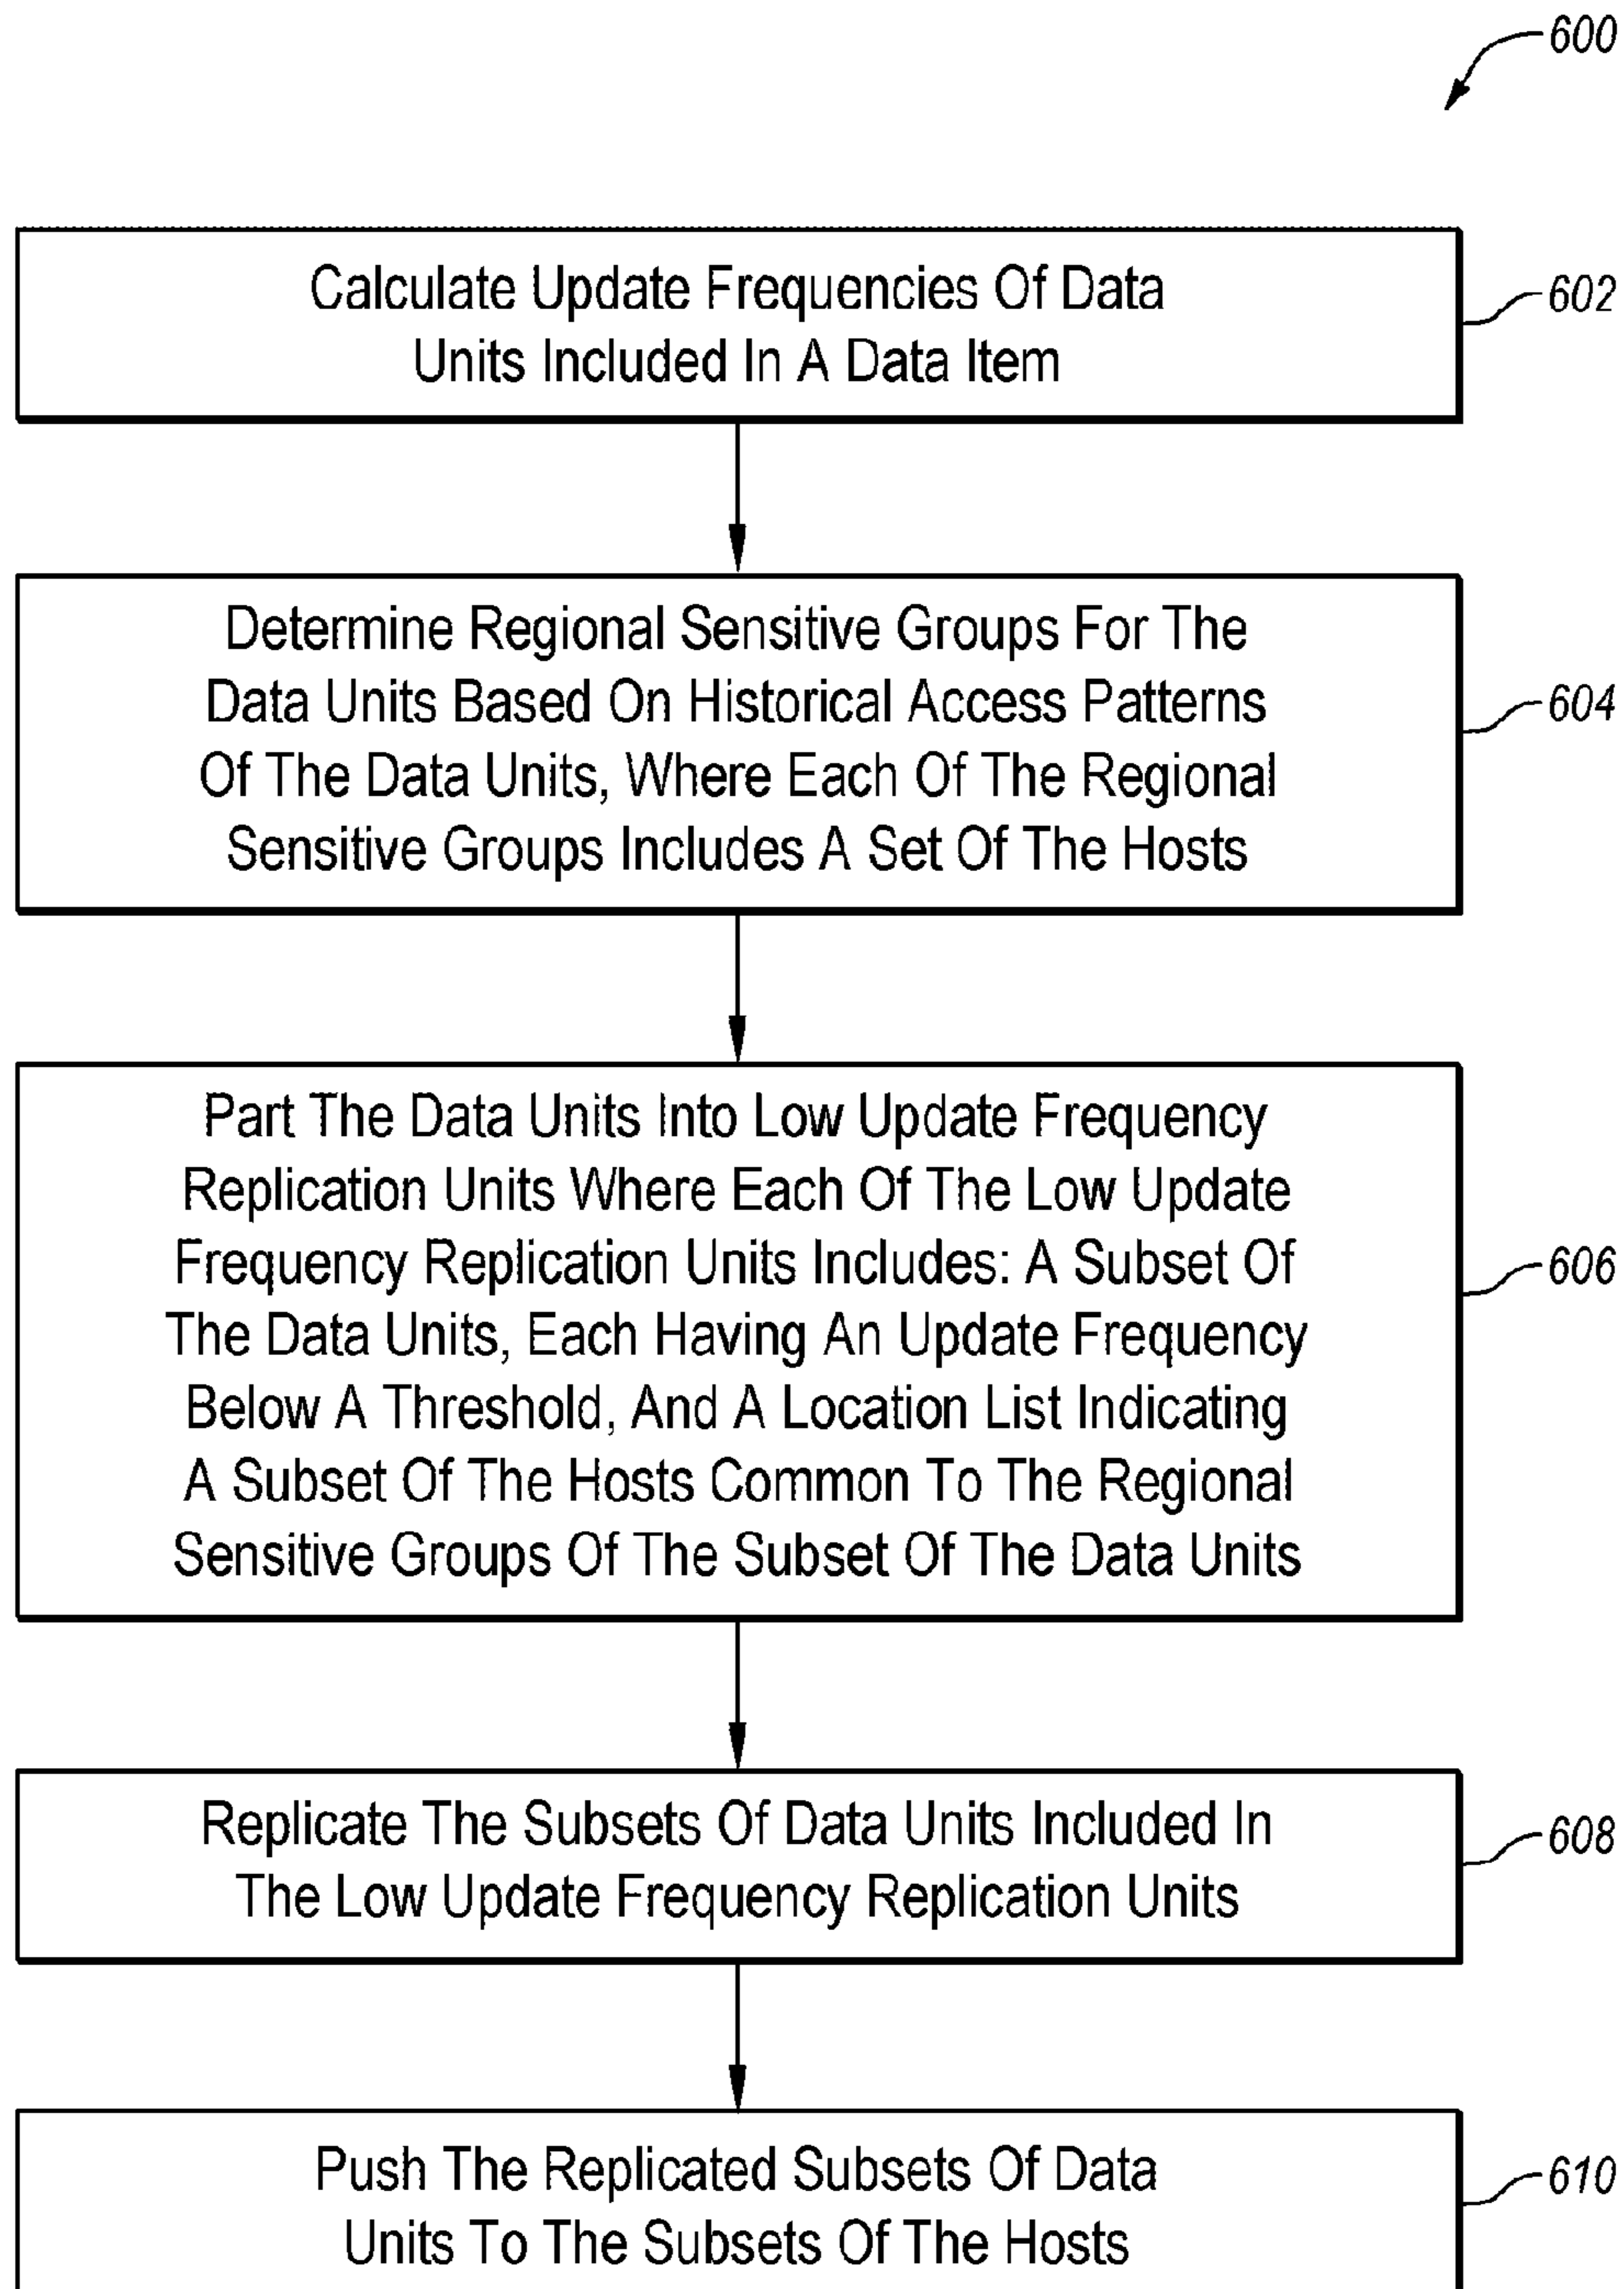 600
Calculate Update Frequencies Of Data
Units Included In A Data Item
602
Determine Regional Sensitive Groups For The
Data Units Based On Historical Access Patterns
Of The Data Units, Where Each Of The Regional
Sensitive Groups Includes A Set Of The Hosts
604
Part The Data Units Into Low Update Frequency
Replication Units Where Each Of The Low Update
Frequency Replication Units Includes: A Subset Of
The Data Units, Each Having An Update Frequency
Below A Threshold, And A Location List Indicating
A Subset Of The Hosts Common To The Regional
Sensitive Groups Of The Subset Of The Data Units
606
Replicate The Subsets Of Data Units Included In
The Low Update Frequency Replication Units
608
Push The Replicated Subsets Of Data
Units To The Subsets Of The Hosts
610